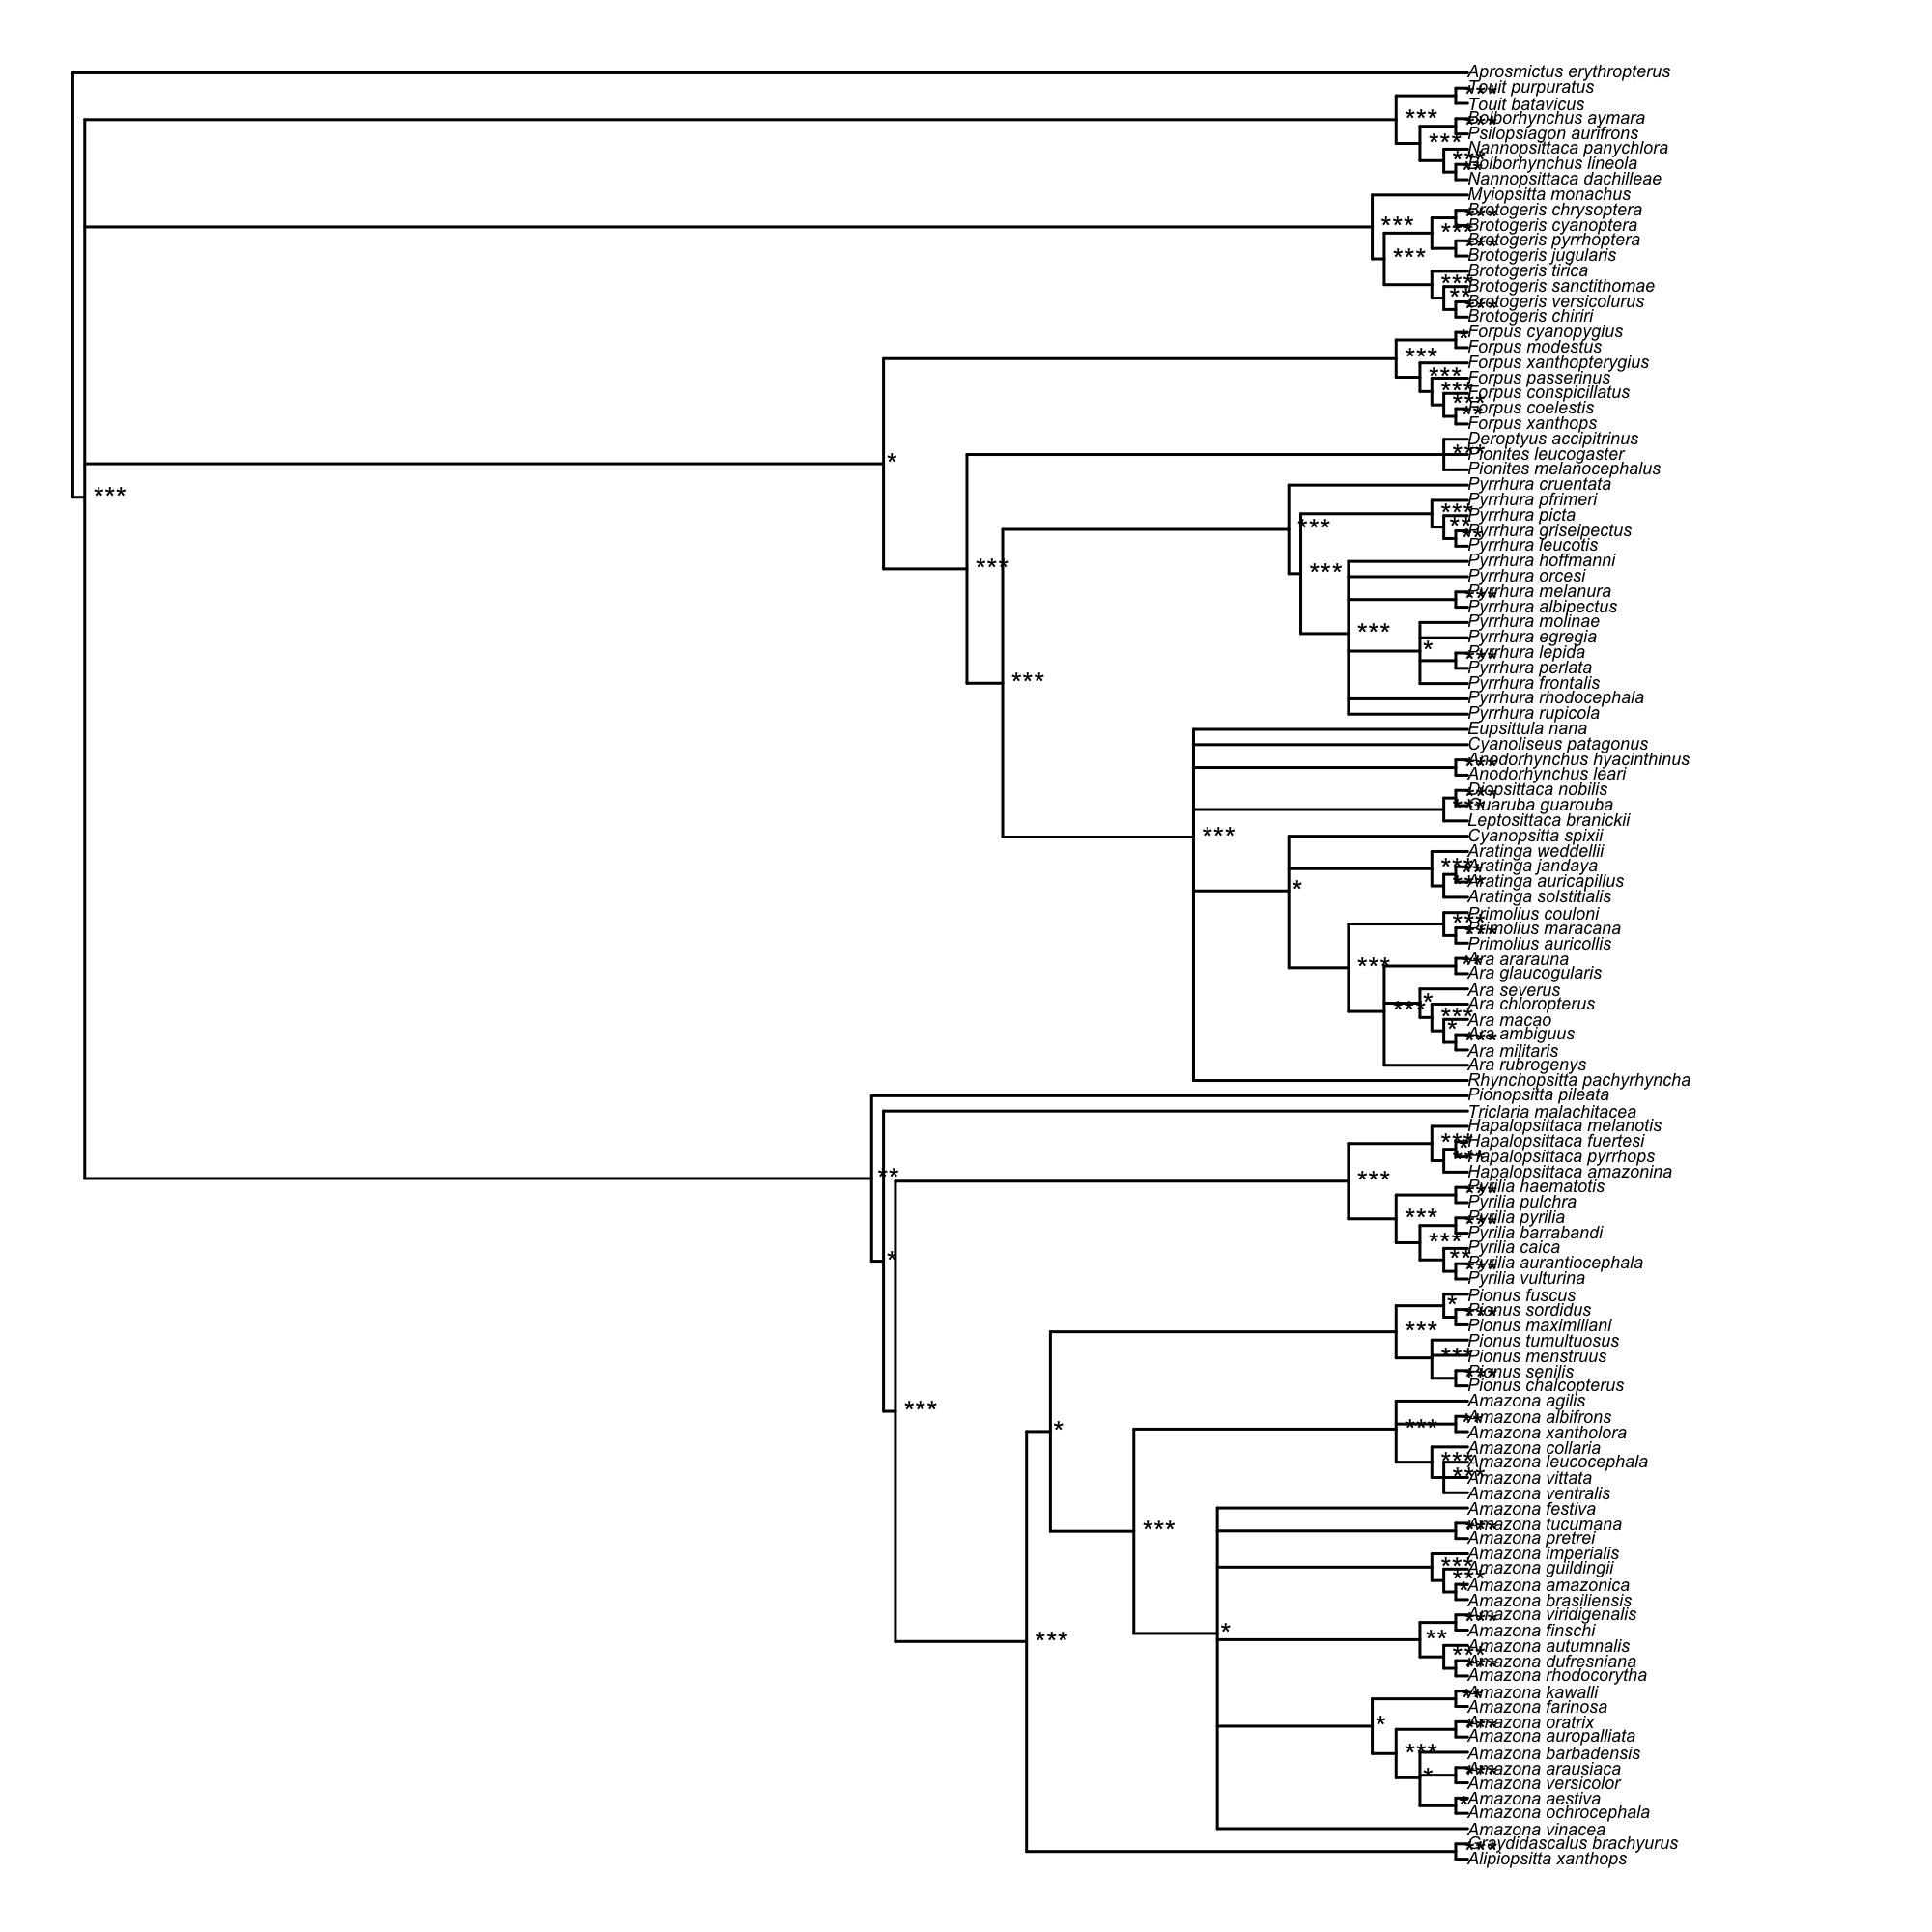 Aprosmictus erythropterus
Touit purpuratus
***
Touit batavicus
***
Bolborhynchus aymara
***
Psilopsiagon aurifrons
***
Nannopsittaca panychlora
***
Bolborhynchus lineola
**
Nannopsittaca dachilleae
Myiopsitta monachus
Brotogeris chrysoptera
***
***
Brotogeris cyanoptera
***
Brotogeris pyrrhoptera
***
Brotogeris jugularis
***
Brotogeris tirica
***
Brotogeris sanctithomae
**
Brotogeris versicolurus
***
Brotogeris chiriri
Forpus cyanopygius
*
Forpus modestus
***
Forpus xanthopterygius
***
Forpus passerinus
***
Forpus conspicillatus
***
Forpus coelestis
**
Forpus xanthops
Deroptyus accipitrinus
***
Pionites leucogaster
*
Pionites melanocephalus
Pyrrhura cruentata
***
Pyrrhura pfrimeri
***
Pyrrhura picta
**
***
Pyrrhura griseipectus
**
Pyrrhura leucotis
Pyrrhura hoffmanni
***
***
Pyrrhura orcesi
Pyrrhura melanura
***
Pyrrhura albipectus
Pyrrhura molinae
***
Pyrrhura egregia
*
Pyrrhura lepida
***
Pyrrhura perlata
***
Pyrrhura frontalis
Pyrrhura rhodocephala
Pyrrhura rupicola
Eupsittula nana
Cyanoliseus patagonus
Anodorhynchus hyacinthinus
***
Anodorhynchus leari
Diopsittaca nobilis
***
Guaruba guarouba
***
Leptosittaca branickii
***
Cyanopsitta spixii
Aratinga weddellii
***
Aratinga jandaya
**
Aratinga auricapillus
***
*
Aratinga solstitialis
Primolius couloni
***
Primolius maracana
***
Primolius auricollis
Ara ararauna
**
***
Ara glaucogularis
Ara severus
*
Ara chloropterus
***
***
Ara macao
*
Ara ambiguus
***
Ara militaris
Ara rubrogenys
Rhynchopsitta pachyrhyncha
Pionopsitta pileata
Triclaria malachitacea
Hapalopsittaca melanotis
***
Hapalopsittaca fuertesi
*
Hapalopsittaca pyrrhops
***
Hapalopsittaca amazonina
**
***
Pyrilia haematotis
***
Pyrilia pulchra
***
Pyrilia pyrilia
***
Pyrilia barrabandi
***
Pyrilia caica
**
*
Pyrilia aurantiocephala
***
Pyrilia vulturina
Pionus fuscus
*
Pionus sordidus
***
Pionus maximiliani
***
Pionus tumultuosus
***
Pionus menstruus
Pionus senilis
***
Pionus chalcopterus
Amazona agilis
***
Amazona albifrons
**
***
Amazona xantholora
*
Amazona collaria
***
Amazona leucocephala
***
Amazona vittata
Amazona ventralis
Amazona festiva
Amazona tucumana
***
***
Amazona pretrei
Amazona imperialis
***
Amazona guildingii
***
Amazona amazonica
*
Amazona brasiliensis
Amazona viridigenalis
***
Amazona finschi
*
**
***
Amazona autumnalis
***
Amazona dufresniana
***
Amazona rhodocorytha
Amazona kawalli
**
Amazona farinosa
Amazona oratrix
***
*
Amazona auropalliata
***
Amazona barbadensis
Amazona arausiaca
***
*
Amazona versicolor
Amazona aestiva
*
Amazona ochrocephala
Amazona vinacea
Graydidascalus brachyurus
***
Alipiopsitta xanthops